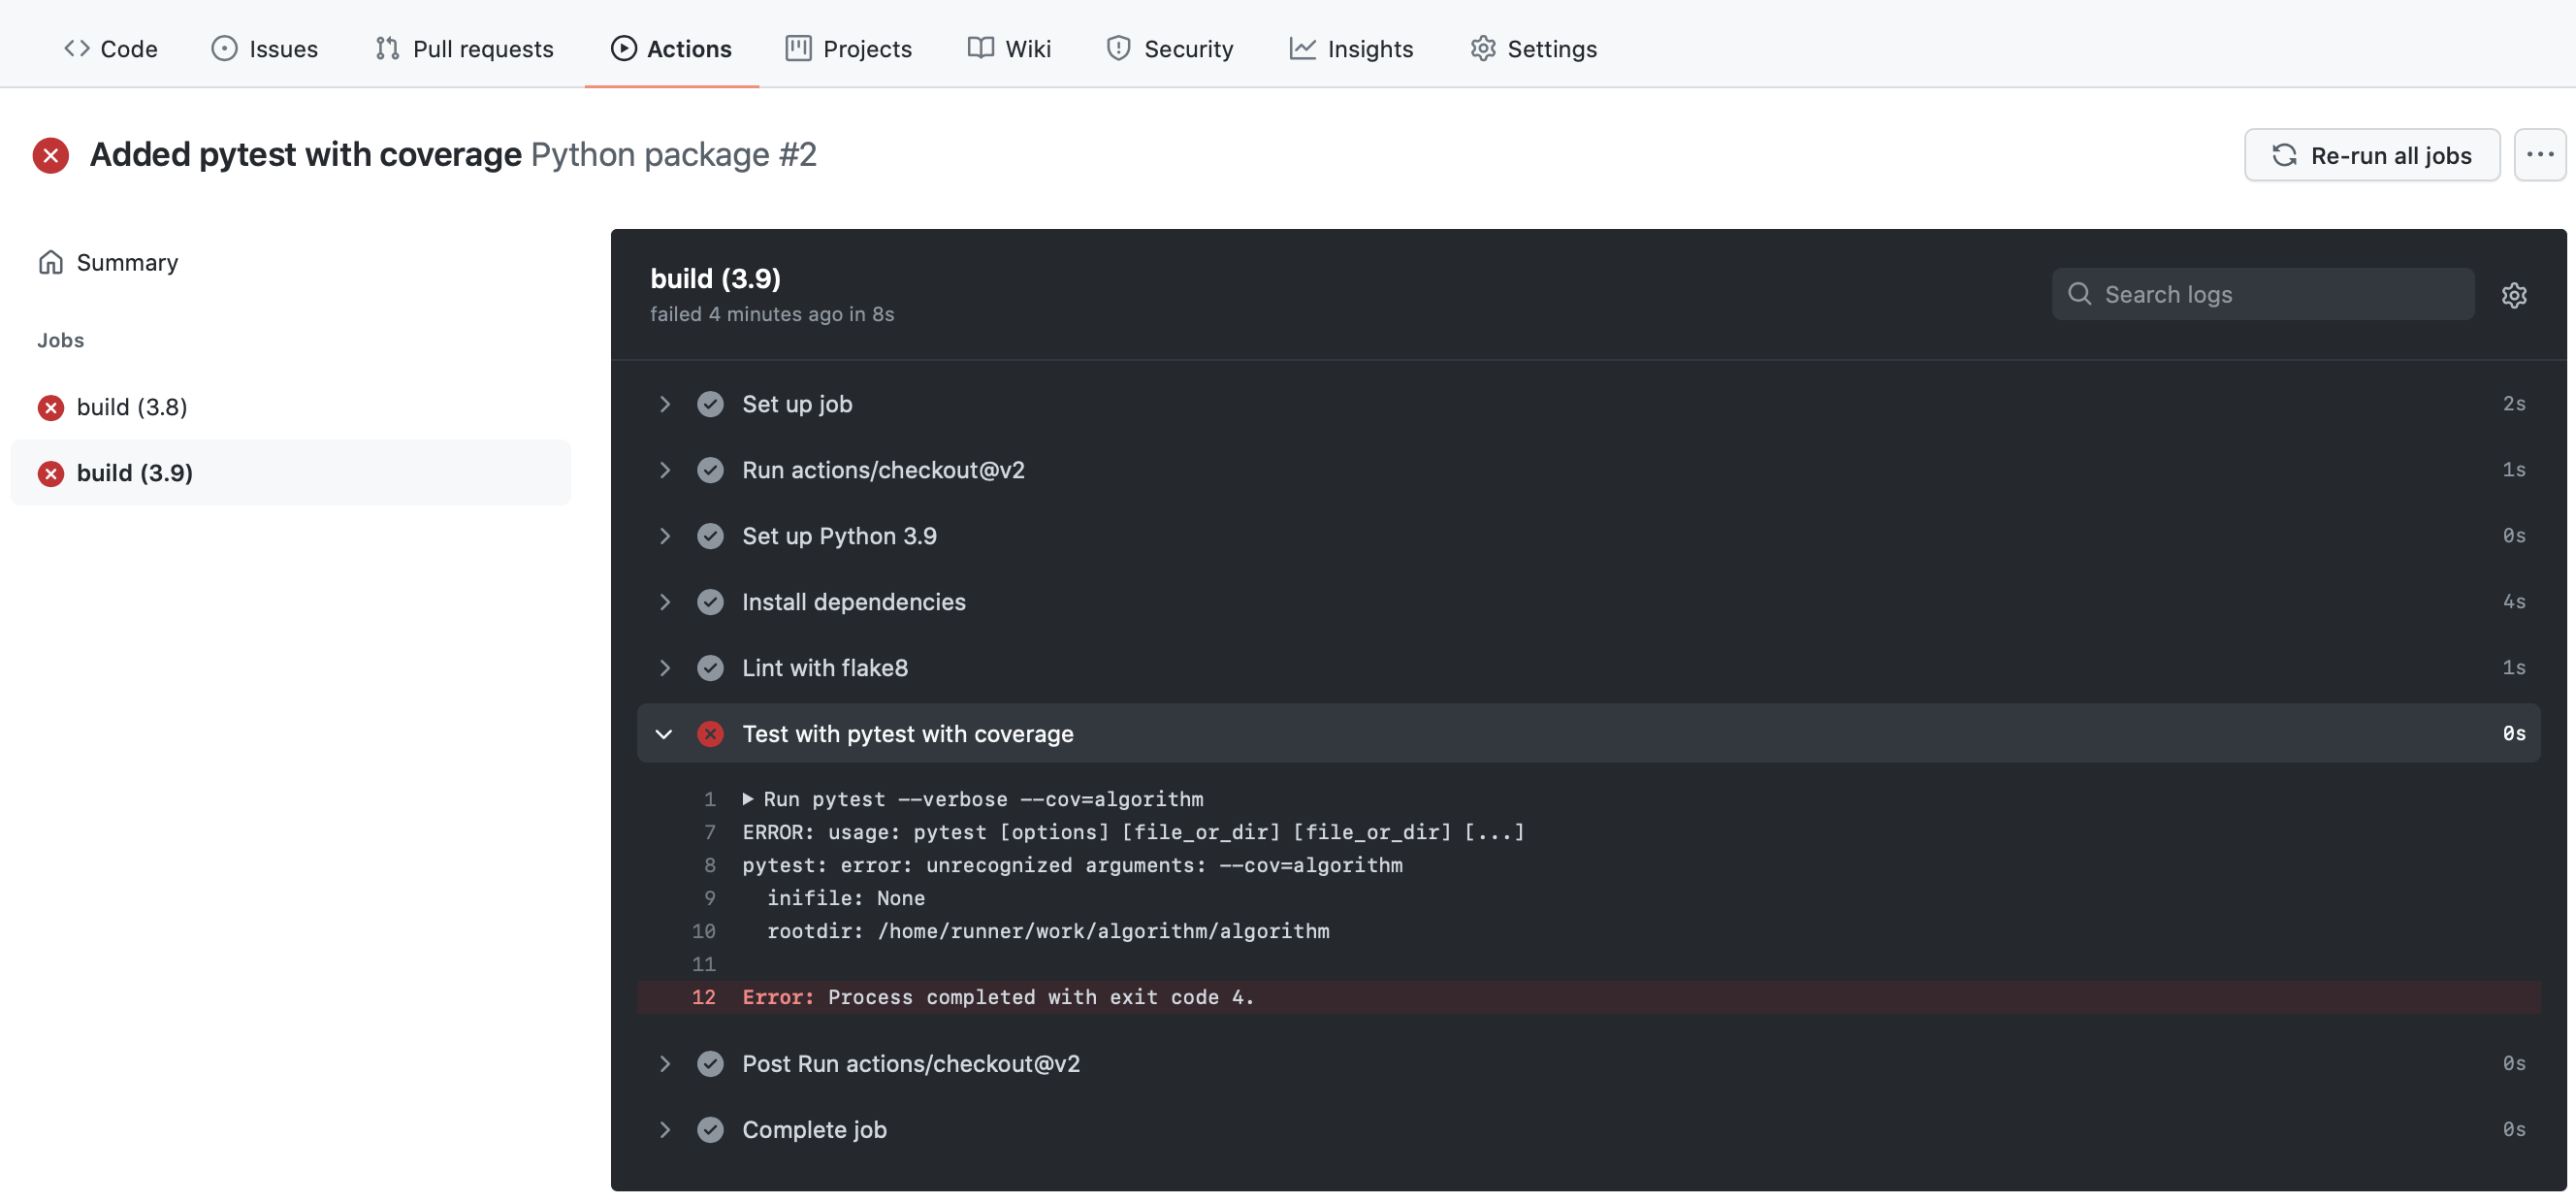 Code Issues Pull requests Actions Projects Wiki Security Insights Settings
Added pytest with coverage Python package #2
Re-run all jobs
Summary
Jobs
build (3.8)
build (3.9)
build (3.9)
failed 4 minutes ago in 8s
Search logs
Set up job 2s
Run actions/checkout@v2 1s
Set up Python 3.9 0s
Install dependencies 4s
Lint with flake8 1s
Test with pytest with coverage 0s
1 Run pytest --verbose --cov=algorithm
7 ERROR: usage: pytest [options] [file_or_dir] [file_or_dir] [...]
8 pytest: error: unrecognized arguments: --cov=algorithm
9 inifile: None
10 rootdir: /home/runner/work/algorithm/algorithm
11
12 Error: Process completed with exit code 4.
Post Run actions/checkout@v2 0s
Complete job 0s